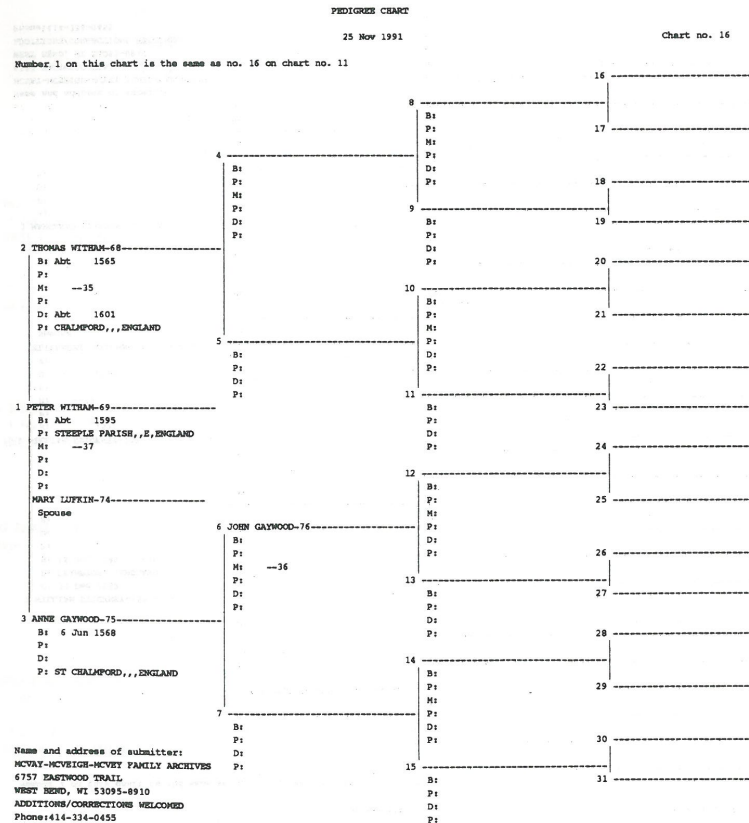 PEDIGREE CHART
25 Nov 1991
Chart no. 16
Number 1 on this chart is the same as no. 16 on chart no. 11
16
8
B:
P:
M:
P:
D:
P:
17
4
B:
P:
M:
P:
D:
P:
18
9
B:
P:
D:
P:
19
2 THOMAS WITHAM-68
B: Abt 1565
P:
M: --35
P:
D: Abt 1601
P: CHALMFORD,,,ENGLAND
20
10
B:
P:
M:
P:
D:
P:
21
5
B:
P:
D:
P:
22
11
B:
P:
D:
P:
23
1 PETER WITHAM-69
B: Abt 1595
P: STEEPLE PARISH,,E,ENGLAND
M: --37
P:
D:
P:
MARY LUFKIN-74
Spouse
24
12
B:
P:
M:
P:
D:
P:
25
6 JOHN GAYWOOD-76
B:
P:
M: --36
P:
D:
P:
26
13
B:
P:
D:
P:
27
3 ANNE GAYWOOD-75
B: 6 Jun 1568
P:
D:
P: ST CHALMFORD,,,ENGLAND
28
14
B:
P:
M:
P:
D:
P:
29
7
B:
P:
D:
P:
30
15
B:
P:
D:
P:
31
Name and address of submitter:
MCVAY-MCVEIGH-MCVEY FAMILY ARCHIVES
6757 EASTWOOD TRAIL
WEST BEND, WI 53095-8910
ADDITIONS/CORRECTIONS WELCOMED
Phone:414-334-0455